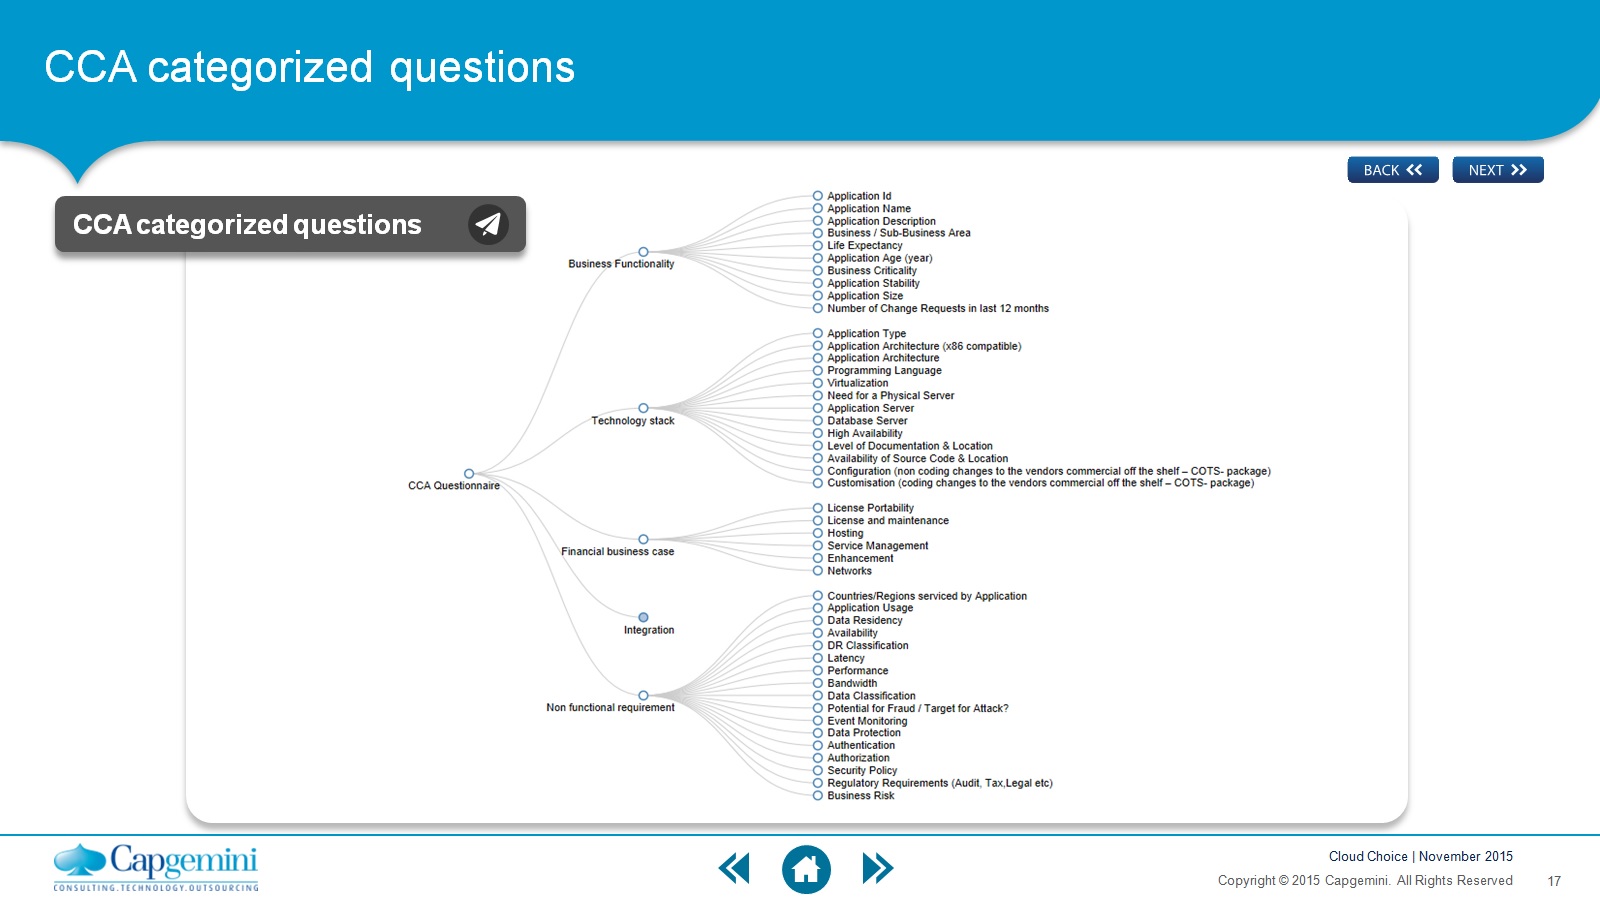 CCA categorized questions
BACK
NEXT
CCA categorized questions
Application Id
Application Name
Application Description
Business / Sub-Business Area
Life Expectancy
Application Age (year)
Business Criticality
Application Stability
Application Size
Number of Change Requests in last 12 months
Business Functionality
Application Type
Application Architecture (x86 compatible)
Application Architecture
Programming Language
Virtualization
Need for a Physical Server
Application Server
Database Server
High Availability
Level of Documentation & Location
Availability of Source Code & Location
Configuration (non coding changes to the vendors commercial off the shelf – COTS- package)
Customisation (coding changes to the vendors commercial off the shelf – COTS- package)
Technology stack
CCA Questionnaire
License Portability
License and maintenance
Hosting
Service Management
Enhancement
Networks
Financial business case
Integration
Countries/Regions serviced by Application
Application Usage
Data Residency
Availability
DR Classification
Latency
Performance
Bandwidth
Data Classification
Potential for Fraud / Target for Attack?
Event Monitoring
Data Protection
Authentication
Authorization
Security Policy
Regulatory Requirements (Audit, Tax,Legal etc)
Business Risk
Non functional requirement
Capgemini
CONSULTING.TECHNOLOGY.OUTSOURCING
Cloud Choice | November 2015
Copyright © 2015 Capgemini. All Rights Reserved
17